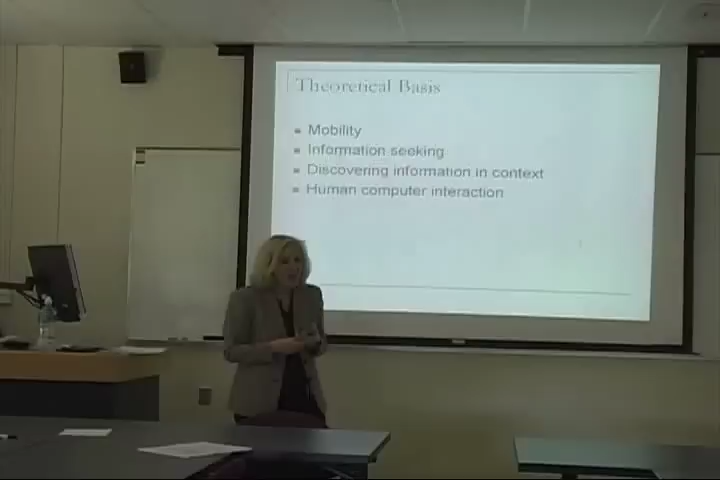 Theoretical Basis
Mobility
Information seeking
Discovering information in context
Human computer interaction